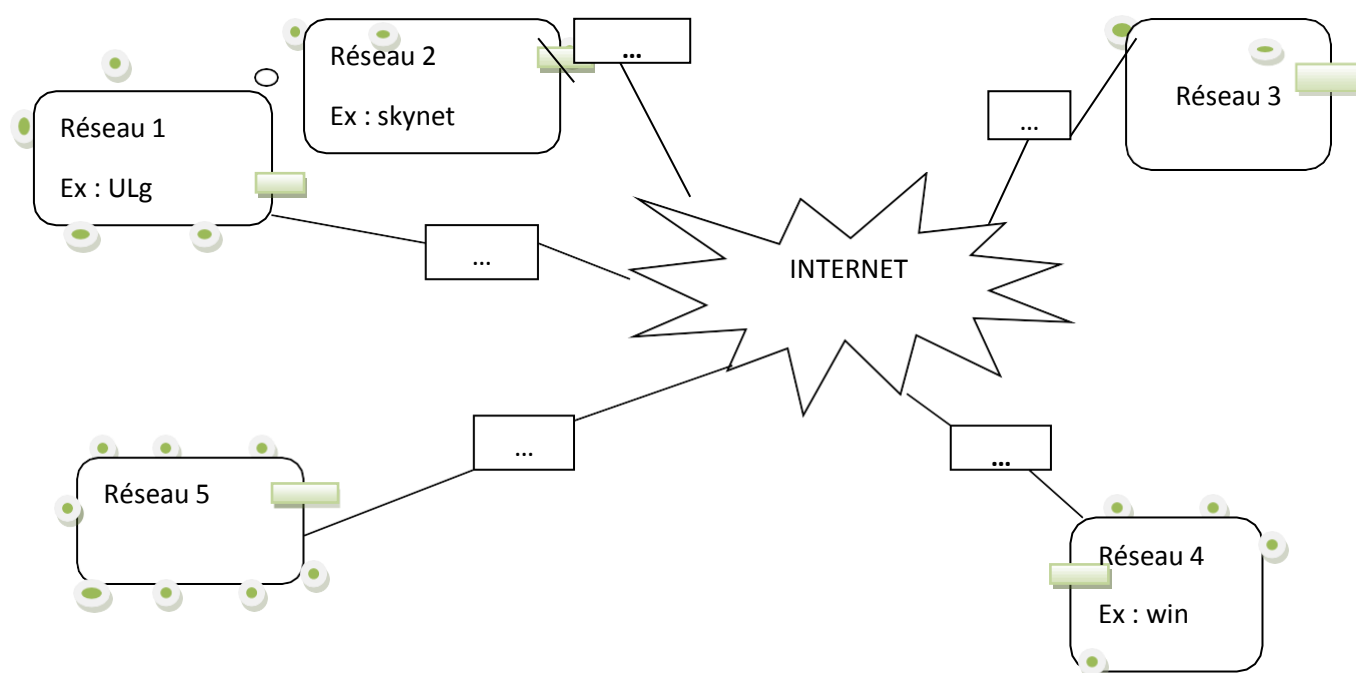 Réseau 2
Ex : skynet
...
Réseau 3
...
Réseau 1
Ex : ULg
...
INTERNET
...
Réseau 5
...
Réseau 4
Ex : win